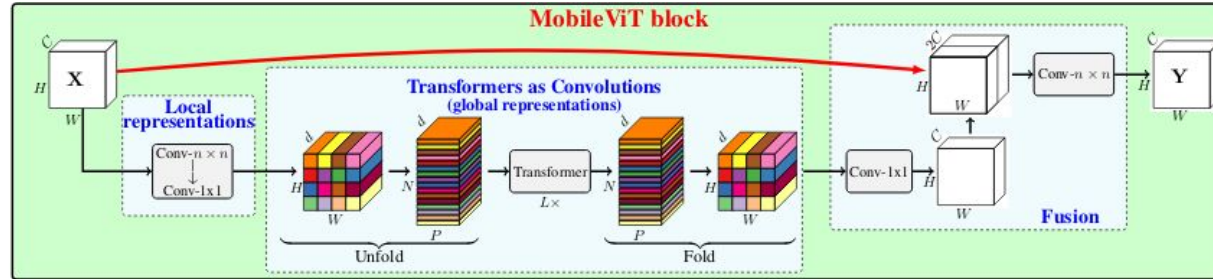 MobileViT block
C
H
X
W
Local
representations
Conv-n × n
↓
Conv-1x1
Transformers as Convolutions
(global representations)
d
H
W
d
N
P
Unfold
Transformer
L×
d
N
P
d
H
W
Fold
Conv-1x1
C
H
W
2C
H
W
Conv-n × n
Fusion
C
H
Y
W